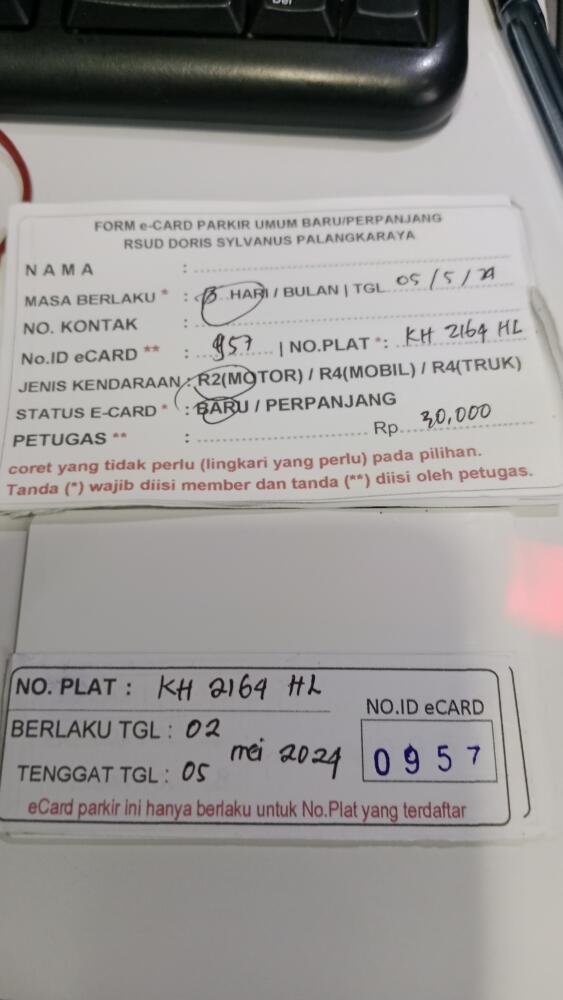 FORM e-CARD PARKIR UMUM BARU/PERPANJANG
RSUD DORIS SYLVANUS PALANGKARAYA
NAMA :
MASA BERLAKU * : 3 HARI / BULAN | TGL 05/5/24
NO. KONTAK :
No.ID eCARD ** : 957 | NO.PLAT *: KH 2164 HL
JENIS KENDARAAN : R2(MOTOR) / R4(MOBIL) / R4(TRUK)
STATUS E-CARD * : BARU / PERPANJANG
PETUGAS ** : Rp. 30,000
coret yang tidak perlu (lingkari yang perlu) pada pilihan.
Tanda (*) wajib diisi member dan tanda (**) diisi oleh petugas.
NO. PLAT : KH 2164 HL
NO.ID eCARD
BERLAKU TGL : 02
mei 2024
0957
TENGGAT TGL : 05
eCard parkir ini hanya berlaku untuk No.Plat yang terdaftar